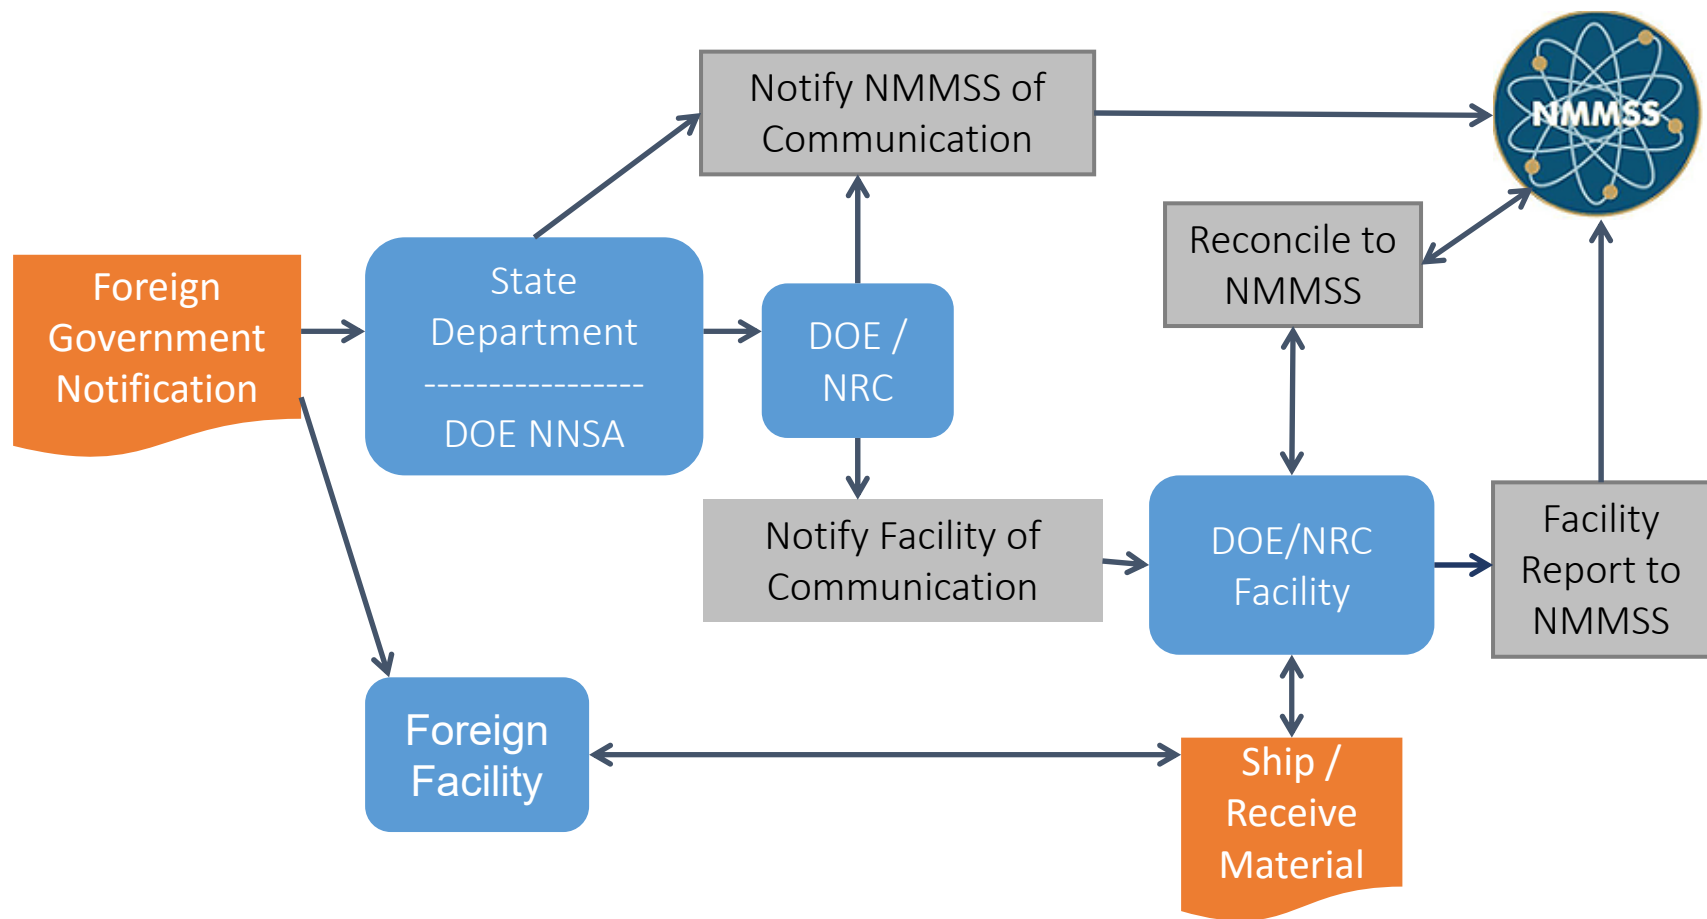 Notify NMMSS of
Communication
NMMSS
Reconcile to
NMMSS
Foreign
Government
Notification
State
Department
-----------------
DOE NNSA
DOE /
NRC
Notify Facility of
Communication
DOE/NRC
Facility
Facility
Report to
NMMSS
Foreign
Facility
Ship /
Receive
Material